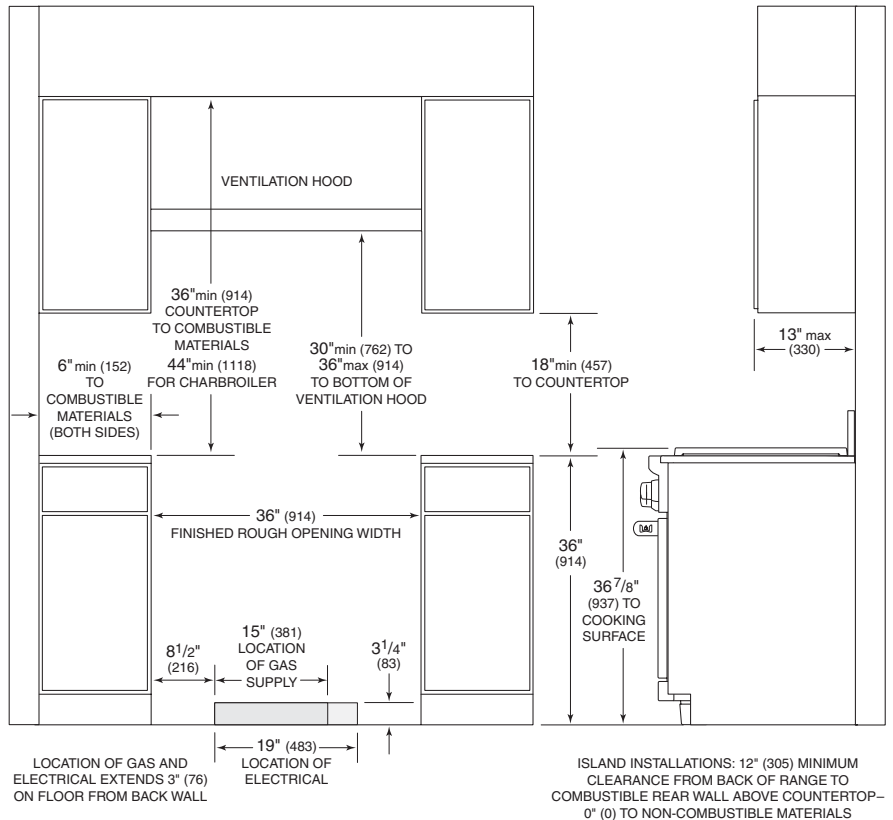 VENTILATION HOOD
36"min (914)
COUNTERTOP
TO COMBUSTIBLE
MATERIALS
44"min (1118)
FOR CHARBROILER
30"min (762) TO
36"max (914)
TO BOTTOM OF
VENTILATION HOOD
18"min (457)
TO COUNTERTOP
13" max
(330)
6"min (152)
TO
COMBUSTIBLE
MATERIALS
(BOTH SIDES)
36" (914)
FINISHED ROUGH OPENING WIDTH
36"
(914)
36 7/8"
(937) TO
COOKING
SURFACE
8 1/2"
(216)
15" (381)
LOCATION
OF GAS
SUPPLY
3 1/4"
(83)
19" (483)
LOCATION OF
ELECTRICAL
LOCATION OF GAS AND
ELECTRICAL EXTENDS 3" (76)
ON FLOOR FROM BACK WALL
ISLAND INSTALLATIONS: 12" (305) MINIMUM
CLEARANCE FROM BACK OF RANGE TO
COMBUSTIBLE REAR WALL ABOVE COUNTERTOP–
0" (0) TO NON-COMBUSTIBLE MATERIALS